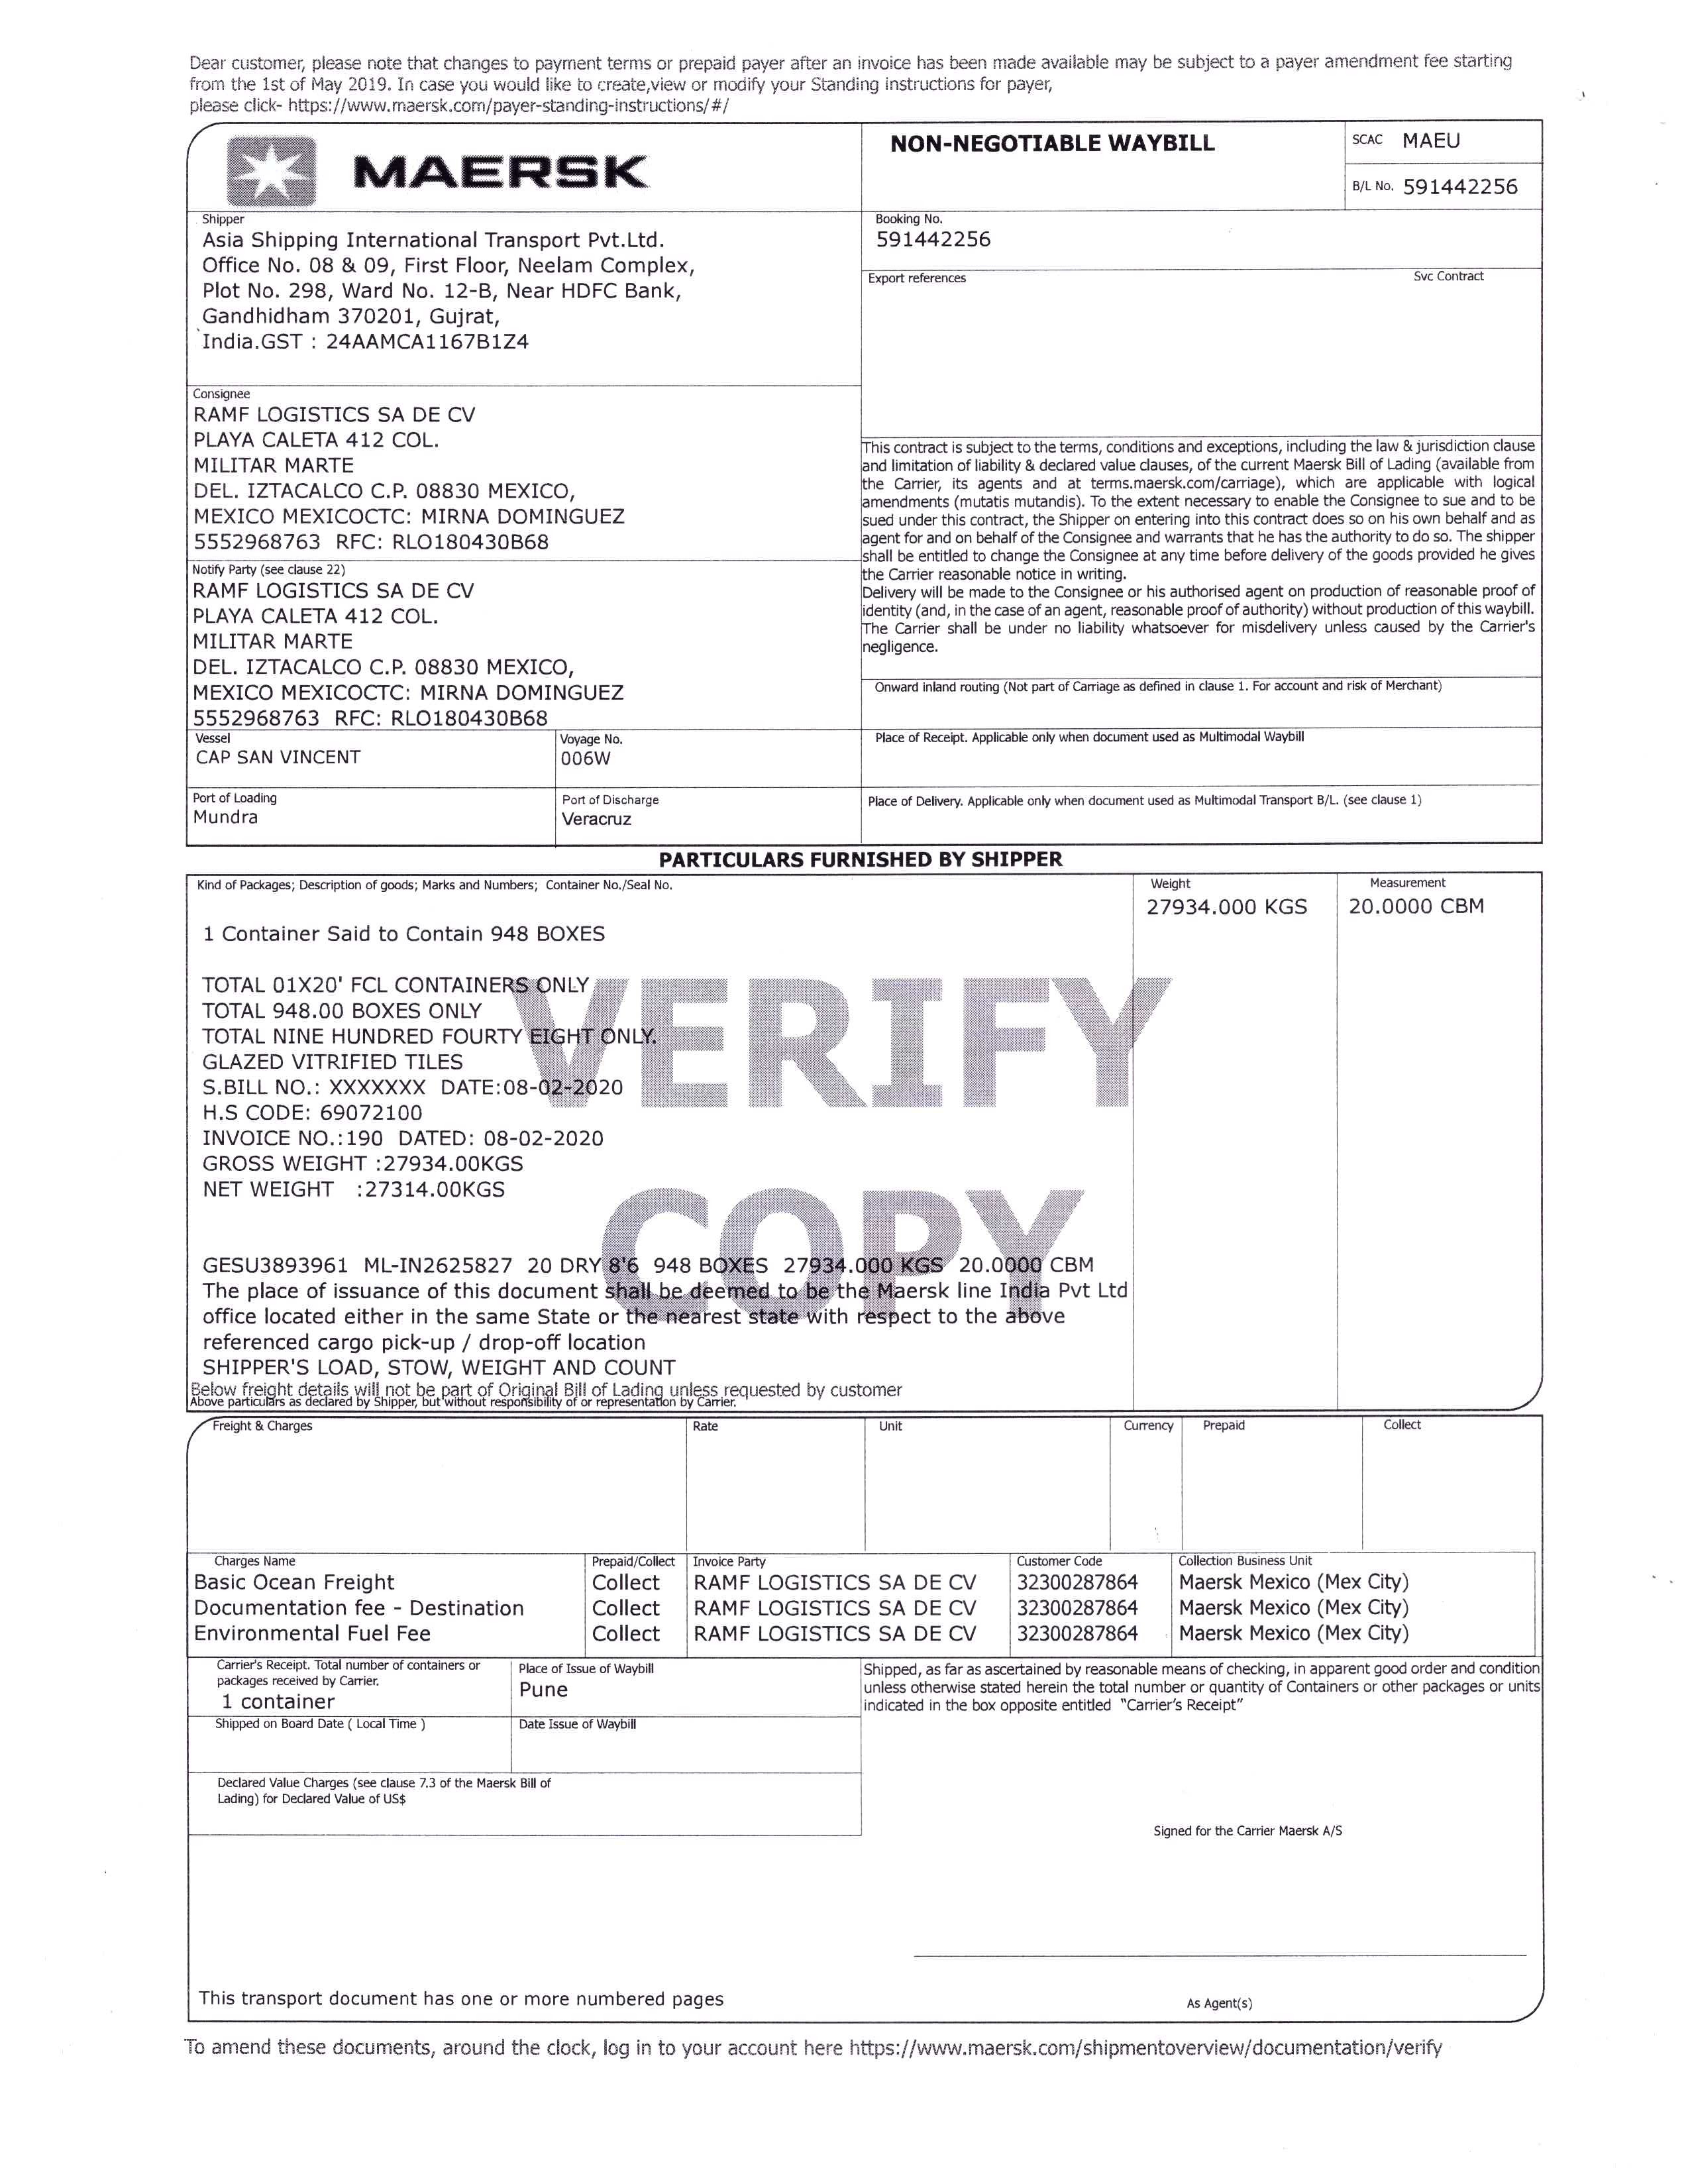 Dear customer, please note that changes to payment terms or prepaid payer after an invoice has been made available may be subject to a payer amendment fee starting
from the 1st of May 2019. In case you would like to create,view or modify your Standing instructions for payer,
please click- https://www.maersk.com/payer-standing-instructions/#/
MAERSK
NON-NEGOTIABLE WAYBILL
SCAC MAEU
B/L No. 591442256
Shipper
Asia Shipping International Transport Pvt.Ltd.
Office No. 08 & 09, First Floor, Neelam Complex,
Plot No. 298, Ward No. 12-B, Near HDFC Bank,
Gandhidham 370201, Gujrat,
India.GST : 24AAMCA1167B1Z4
Booking No.
591442256
Export references Svc Contract
Consignee
RAMF LOGISTICS SA DE CV
PLAYA CALETA 412 COL.
MILITAR MARTE
DEL. IZTACALCO C.P. 08830 MEXICO,
MEXICO MEXICOCTC: MIRNA DOMINGUEZ
5552968763 RFC: RLO180430B68
Notify Party (see clause 22)
RAMF LOGISTICS SA DE CV
PLAYA CALETA 412 COL.
MILITAR MARTE
DEL. IZTACALCO C.P. 08830 MEXICO,
MEXICO MEXICOCTC: MIRNA DOMINGUEZ
5552968763 RFC: RLO180430B68
This contract is subject to the terms, conditions and exceptions, including the law & jurisdiction clause
and limitation of liability & declared value clauses, of the current Maersk Bill of Lading (available from
the Carrier, its agents and at terms.maersk.com/carriage), which are applicable with logical
amendments (mutatis mutandis). To the extent necessary to enable the Consignee to sue and to be
sued under this contract, the Shipper on entering into this contract does so on his own behalf and as
agent for and on behalf of the Consignee and warrants that he has the authority to do so. The shipper
shall be entitled to change the Consignee at any time before delivery of the goods provided he gives
the Carrier reasonable notice in writing.
Delivery will be made to the Consignee or his authorised agent on production of reasonable proof of
identity (and, in the case of an agent, reasonable proof of authority) without production of this waybill.
The Carrier shall be under no liability whatsoever for misdelivery unless caused by the Carrier's
negligence.
Onward inland routing (Not part of Carriage as defined in clause 1. For account and risk of Merchant)
Vessel
CAP SAN VINCENT
Voyage No.
006W
Place of Receipt. Applicable only when document used as Multimodal Waybill
Port of Loading
Mundra
Port of Discharge
Veracruz
Place of Delivery. Applicable only when document used as Multimodal Transport B/L. (see clause 1)
PARTICULARS FURNISHED BY SHIPPER
Kind of Packages; Description of goods; Marks and Numbers; Container No./Seal No.
Weight
27934.000 KGS
Measurement
20.0000 CBM
1 Container Said to Contain 948 BOXES
TOTAL 01X20' FCL CONTAINERS ONLY
TOTAL 948.00 BOXES ONLY
TOTAL NINE HUNDRED FOURTY EIGHT ONLY.
GLAZED VITRIFIED TILES
S.BILL NO.: XXXXXXX DATE:08-02-2020
H.S CODE: 69072100
INVOICE NO.:190 DATED: 08-02-2020
GROSS WEIGHT :27934.00KGS
NET WEIGHT :27314.00KGS
VERIFY
COPY
GESU3893961 ML-IN2625827 20 DRY 8'6 948 BOXES 27934.000 KGS 20.0000 CBM
The place of issuance of this document shall be deemed to be the Maersk line India Pvt Ltd
office located either in the same State or the nearest state with respect to the above
referenced cargo pick-up / drop-off location
SHIPPER'S LOAD, STOW, WEIGHT AND COUNT
Below freight details will not be part of Original Bill of Lading unless requested by customer
Above particulars as declared by Shipper, but without responsibility of or representation by Carrier.
Freight & Charges Rate Unit Currency Prepaid Collect
Charges Name Prepaid/Collect Invoice Party Customer Code Collection Business Unit
Basic Ocean Freight Collect RAMF LOGISTICS SA DE CV 32300287864 Maersk Mexico (Mex City)
Documentation fee - Destination Collect RAMF LOGISTICS SA DE CV 32300287864 Maersk Mexico (Mex City)
Environmental Fuel Fee Collect RAMF LOGISTICS SA DE CV 32300287864 Maersk Mexico (Mex City)
Carrier's Receipt. Total number of containers or
packages received by Carrier.
1 container
Place of Issue of Waybill
Pune
Shipped, as far as ascertained by reasonable means of checking, in apparent good order and condition
unless otherwise stated herein the total number or quantity of Containers or other packages or units
indicated in the box opposite entitled "Carrier's Receipt"
Shipped on Board Date ( Local Time )
Date Issue of Waybill
Declared Value Charges (see clause 7.3 of the Maersk Bill of
Lading) for Declared Value of US$
Signed for the Carrier Maersk A/S
This transport document has one or more numbered pages
As Agent(s)
To amend these documents, around the clock, log in to your account here https://www.maersk.com/shipmentoverview/documentation/verify